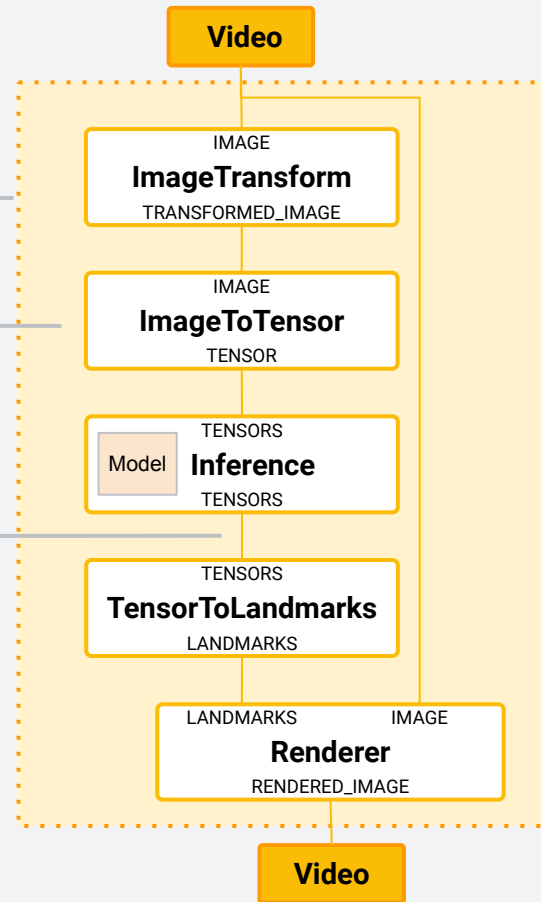 Video
IMAGE
ImageTransform
TRANSFORMED_IMAGE
IMAGE
ImageToTensor
TENSOR
TENSORS
Model Inference
TENSORS
TENSORS
TensorToLandmarks
LANDMARKS
LANDMARKS IMAGE
Renderer
RENDERED_IMAGE
Video